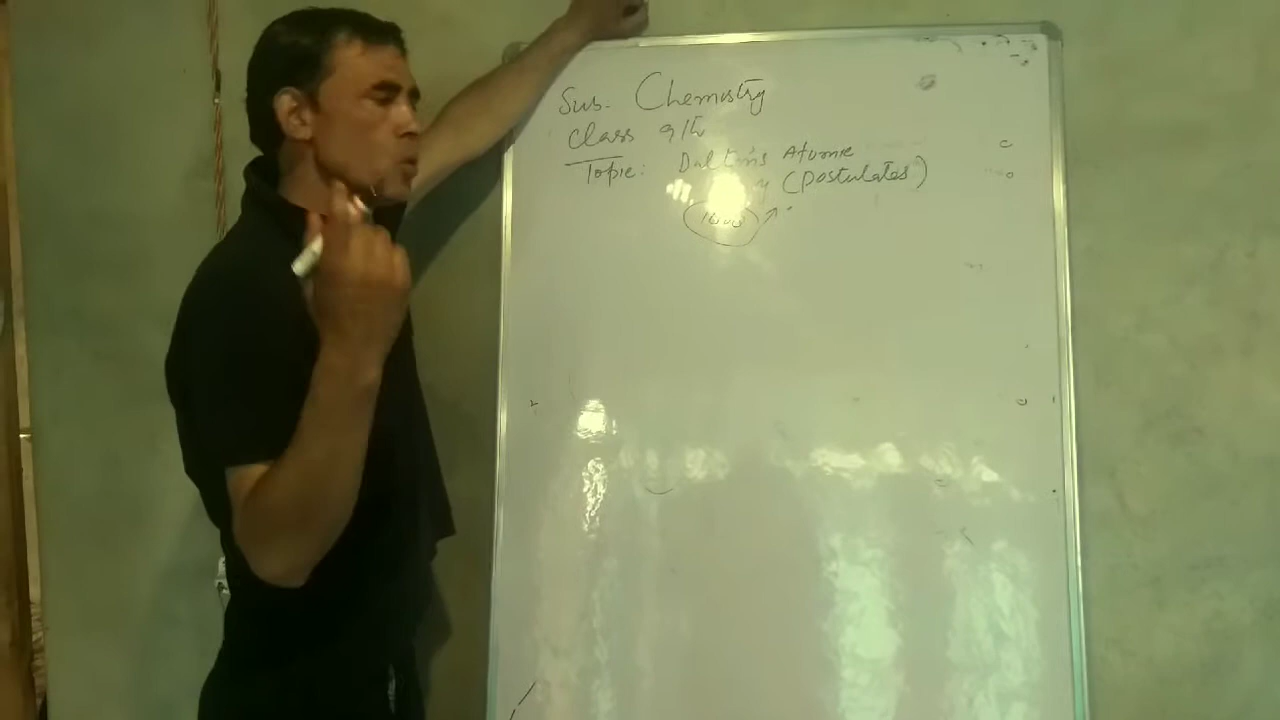 Sub. Chemistry
Class 9th
Topic: Dalton's Atomic
y (Postulates)